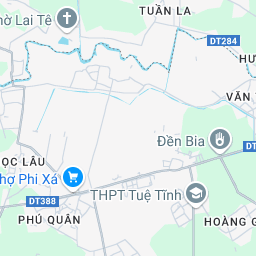 TUẤN LA
hờ Lai Tê
DT284
HƯ
VĂN
Đền Bia
ỌC LÂU
hợ Phi Xá
THPT Tuệ Tĩnh
DT388
PHÚ QUÂN
HOÀNG G